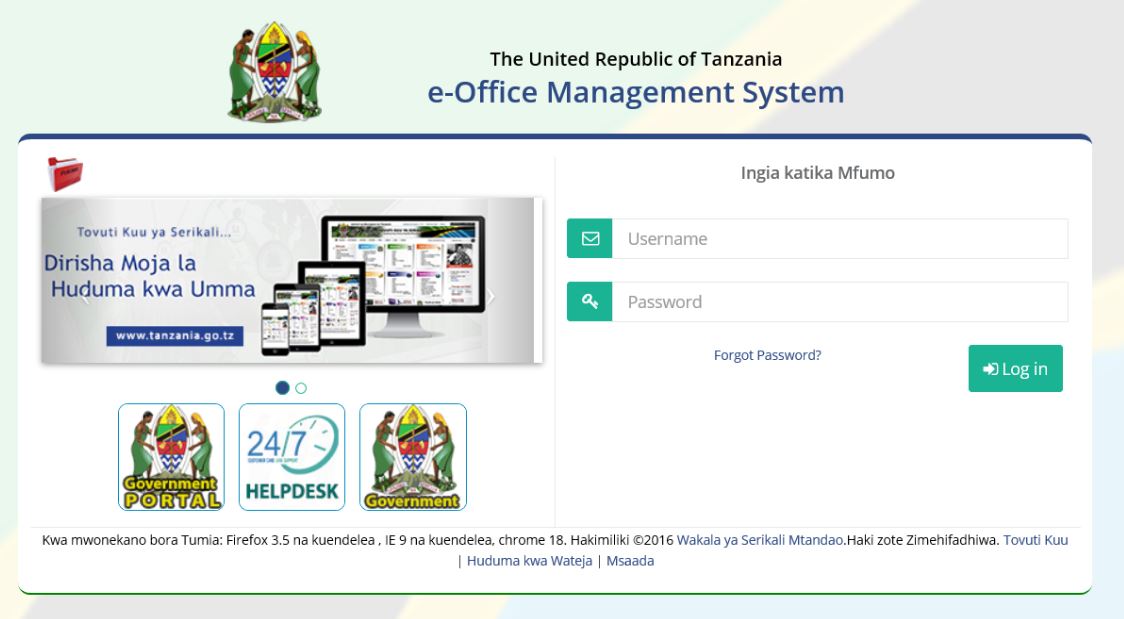 The United Republic of Tanzania
e-Office Management System
Tovuti Kuu ya Serikali...
Dirisha Moja la
Huduma kwa Umma
www.tanzania.go.tz
Government
PORTAL
24/7
HELPDESK
Government
Ingia katika Mfumo
Username
Password
Forgot Password?
Log in
Kwa mwonekano bora Tumia: Firefox 3.5 na kuendelea , IE 9 na kuendelea, chrome 18. Hakimiliki ©2016 Wakala ya Serikali Mtandao.Haki zote Zimehifadhiwa. Tovuti Kuu
| Huduma kwa Wateja | Msaada